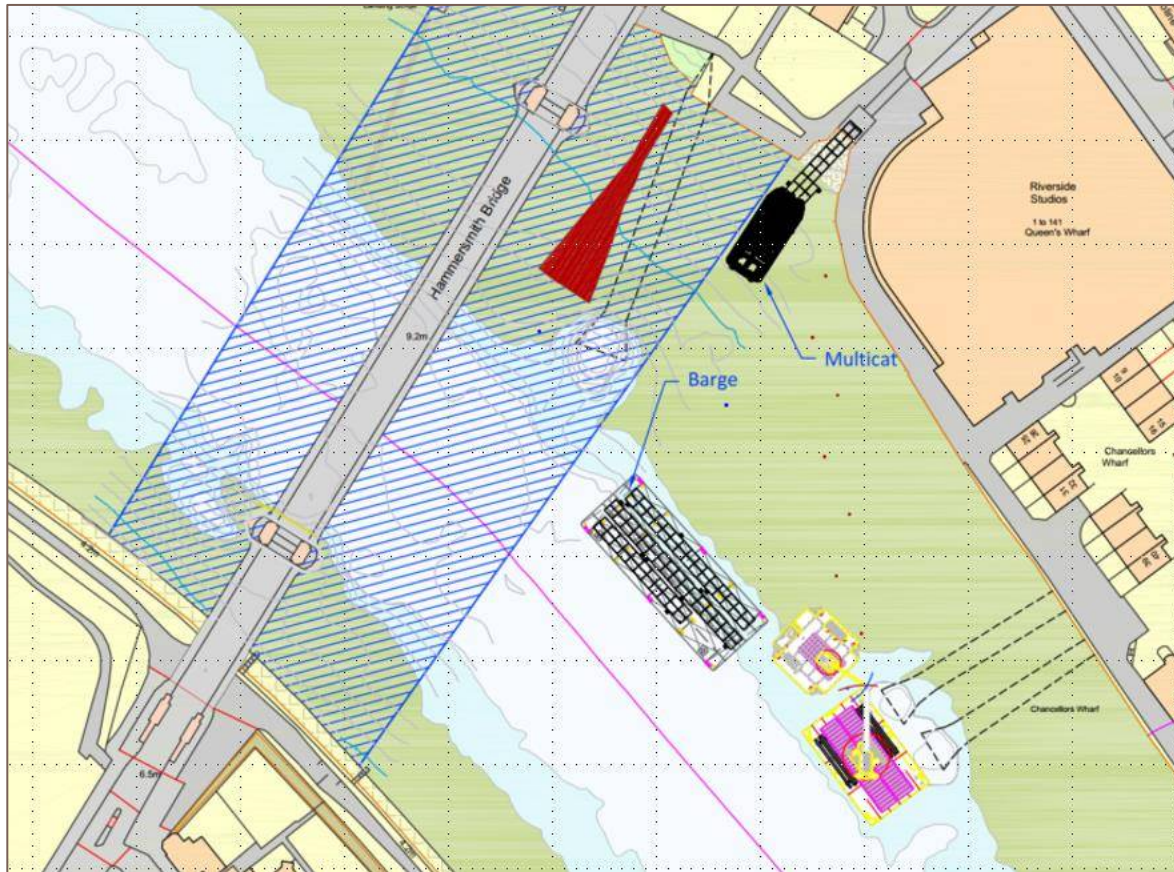 Hammersmith Bridge
9.2m
Riverside
Studios
1 to 141
Queen's Wharf
Multicat
Barge
Chancellors
Wharf
Chancellors Wharf
6.5m